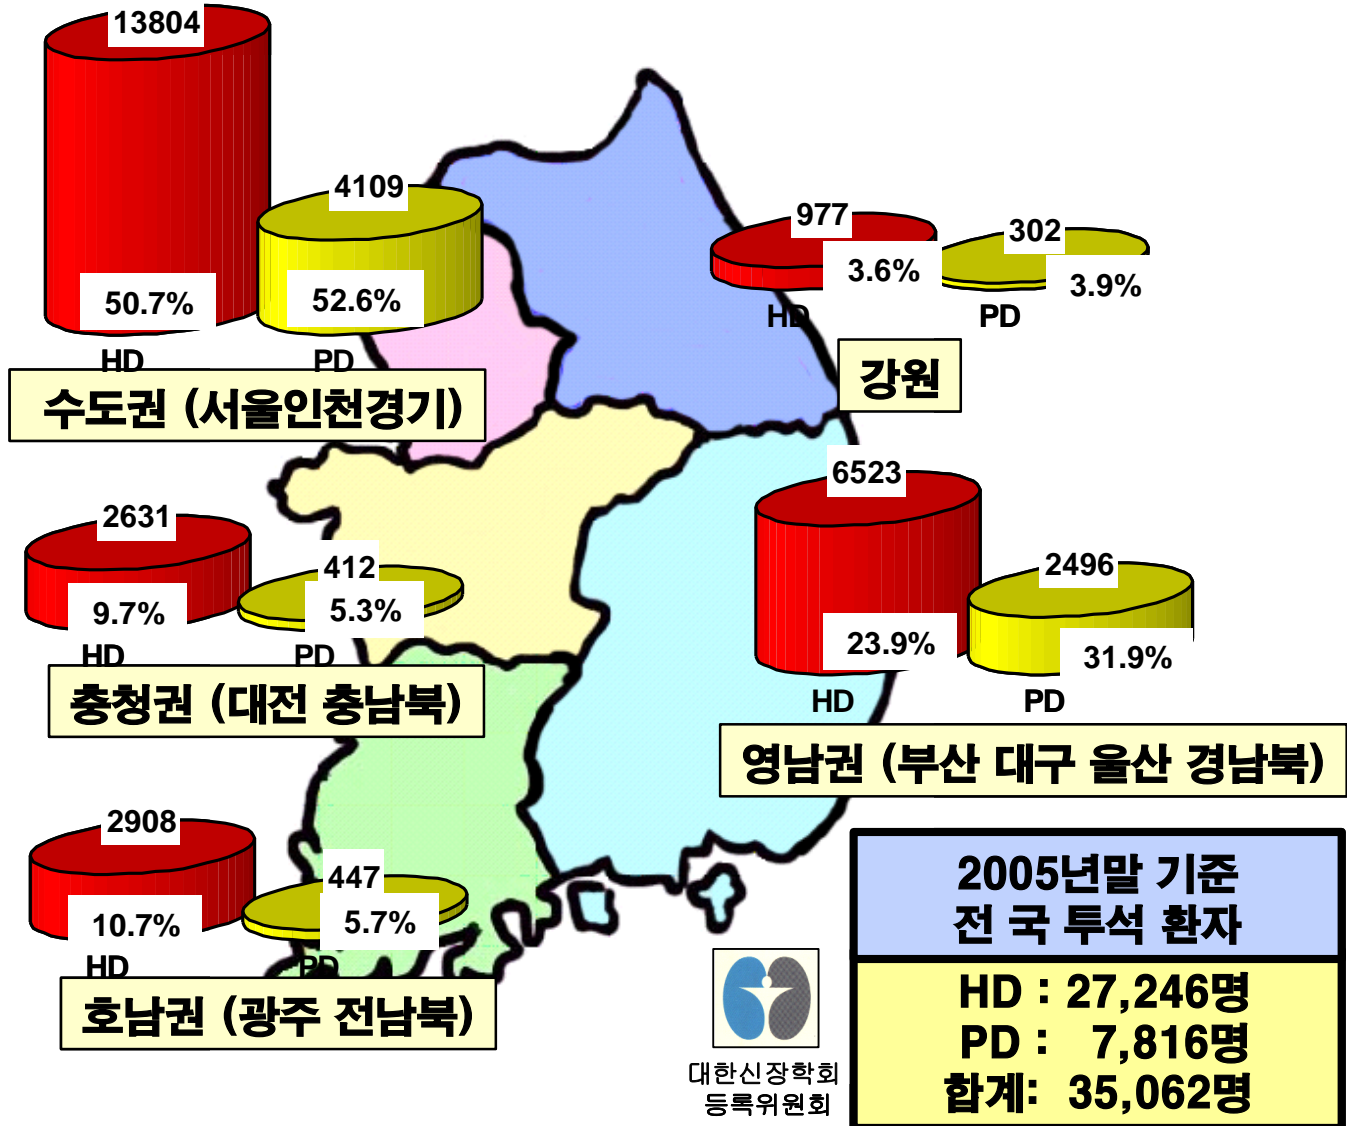 13804
4109
50.7%
52.6%
HD
PD
수도권 (서울인천경기)
977
302
3.6%
3.9%
HD
PD
강원
2631
412
9.7%
5.3%
HD
PD
충청권 (대전 충남북)
6523
2496
23.9%
31.9%
HD
PD
영남권 (부산 대구 울산 경남북)
2908
447
10.7%
5.7%
HD
PD
호남권 (광주 전남북)
2005년말 기준
전 국 투석 환자
HD : 27,246명
PD : 7,816명
합계: 35,062명
대한신장학회
등록위원회